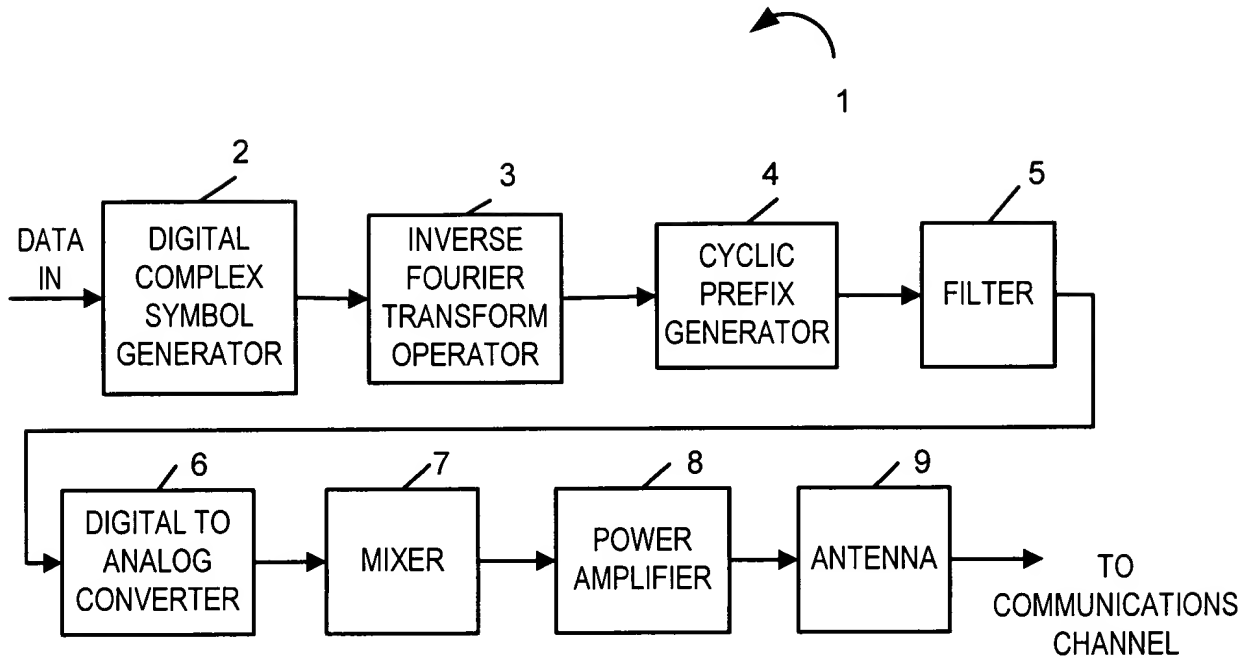 1
2
3
4
5
DATA
IN
DIGITAL
COMPLEX
SYMBOL
GENERATOR
INVERSE
FOURIER
TRANSFORM
OPERATOR
CYCLIC
PREFIX
GENERATOR
FILTER
6
7
8
9
DIGITAL TO
ANALOG
CONVERTER
MIXER
POWER
AMPLIFIER
ANTENNA
TO
COMMUNICATIONS
CHANNEL